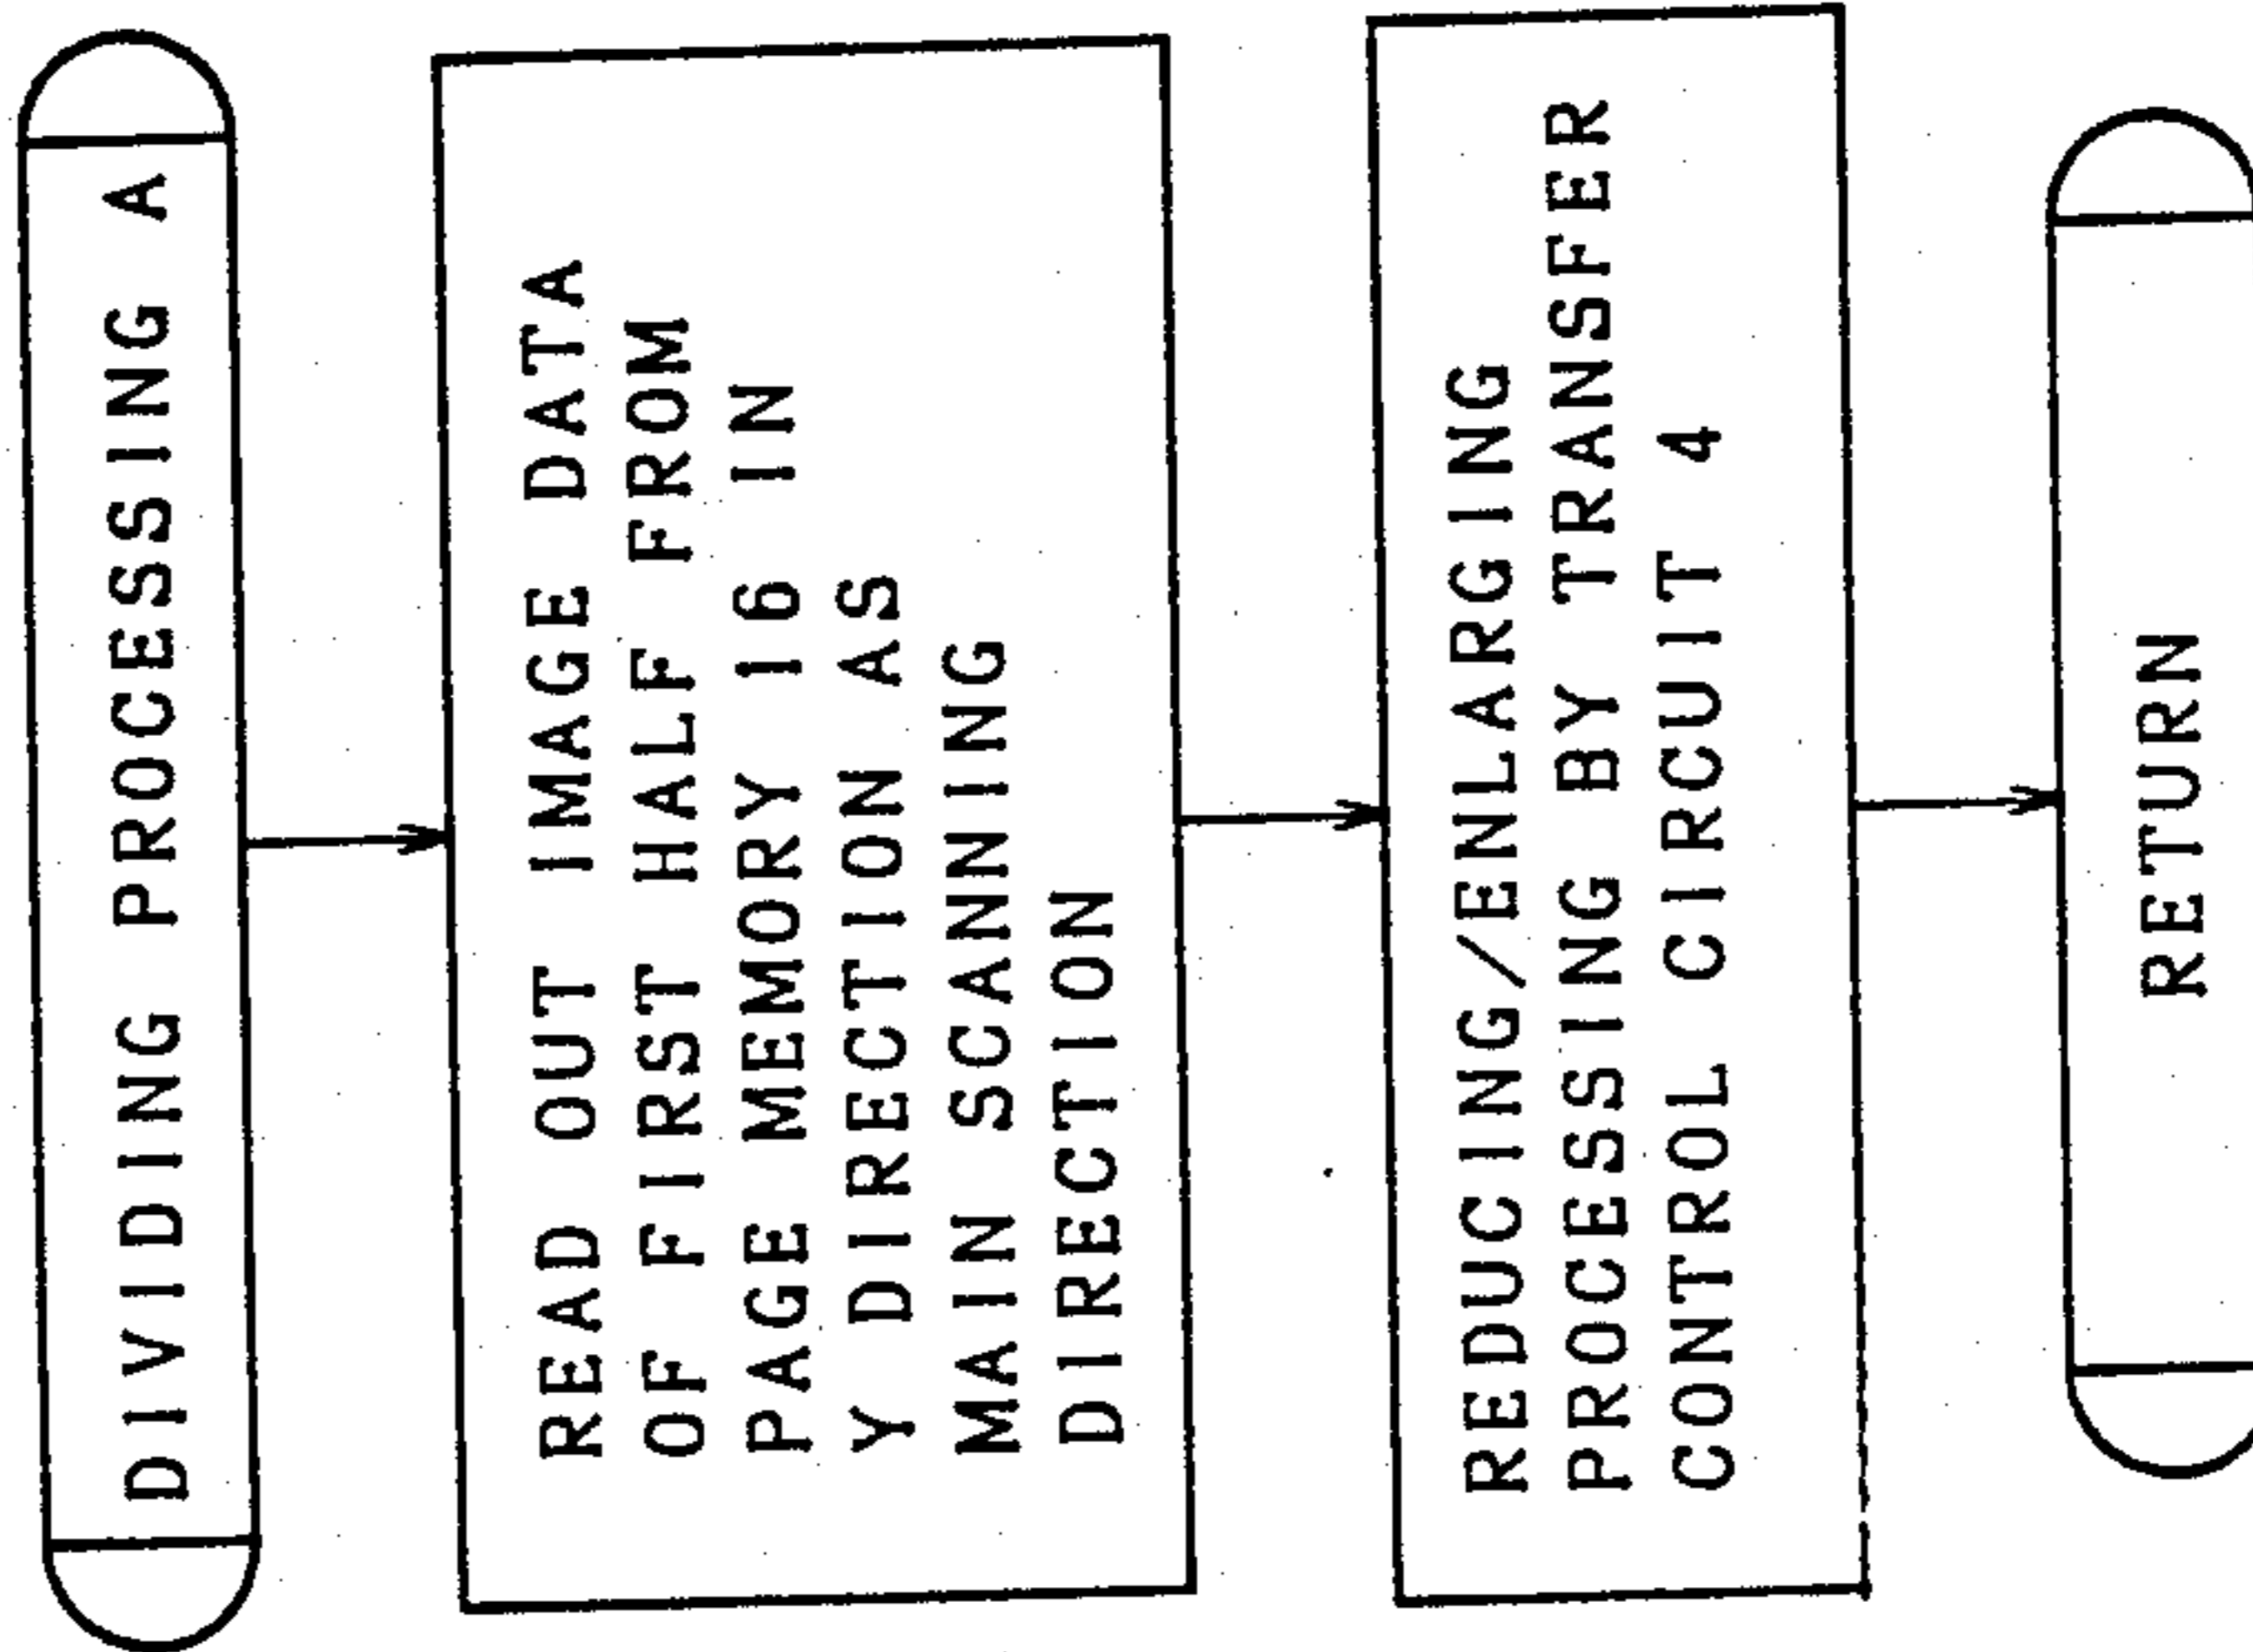 DIVIDING PROCESSING A
READ OUT IMAGE DATA
OF FIRST HALF FROM
PAGE MEMORY 16 IN
Y DIRECTION AS
MAIN SCANNING
DIRECTION
REDUCING/ENLARGING
PROCESSING BY TRANSFER
CONTROL CIRCUIT 4
RETURN